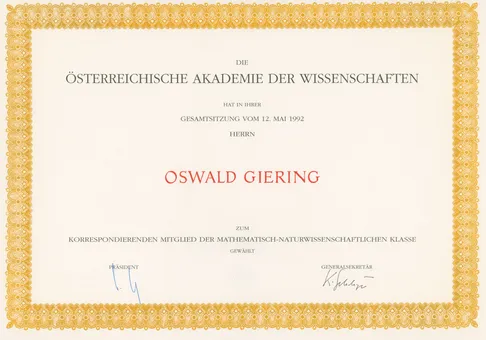 DIE
ÖSTERREICHISCHE AKADEMIE DER WISSENSCHAFTEN
HAT IN IHRER
GESAMTSITZUNG VOM 12. MAI 1992
HERRN
OSWALD GIERING
ZUM
KORRESPONDIERENDEN MITGLIED DER MATHEMATISCH-NATURWISSENSCHAFTLICHEN KLASSE
GEWÄHLT
PRÄSIDENT GENERALSEKRETÄR